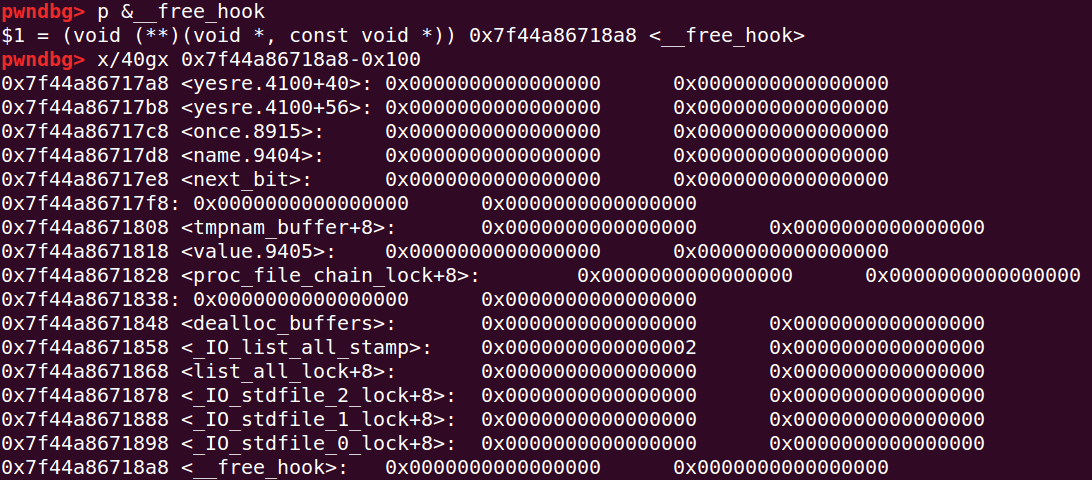 pwndbg> p &__free_hook
$1 = (void (**)(void *, const void *)) 0x7f44a86718a8 <__free_hook>
pwndbg> x/40gx 0x7f44a86718a8-0x100
0x7f44a86717a8 <yesre.4100+40>: 0x0000000000000000 0x0000000000000000
0x7f44a86717b8 <yesre.4100+56>: 0x0000000000000000 0x0000000000000000
0x7f44a86717c8 <once.8915>: 0x0000000000000000 0x0000000000000000
0x7f44a86717d8 <name.9404>: 0x0000000000000000 0x0000000000000000
0x7f44a86717e8 <next_bit>: 0x0000000000000000 0x0000000000000000
0x7f44a86717f8: 0x0000000000000000 0x0000000000000000
0x7f44a8671808 <tmpnam_buffer+8>: 0x0000000000000000 0x0000000000000000
0x7f44a8671818 <value.9405>: 0x0000000000000000 0x0000000000000000
0x7f44a8671828 <proc_file_chain_lock+8>: 0x0000000000000000 0x0000000000000000
0x7f44a8671838: 0x0000000000000000 0x0000000000000000
0x7f44a8671848 <dealloc_buffers>: 0x0000000000000000 0x0000000000000000
0x7f44a8671858 <_IO_list_all_stamp>: 0x0000000000000002 0x0000000000000000
0x7f44a8671868 <list_all_lock+8>: 0x0000000000000000 0x0000000000000000
0x7f44a8671878 <_IO_stdfile_2_lock+8>: 0x0000000000000000 0x0000000000000000
0x7f44a8671888 <_IO_stdfile_1_lock+8>: 0x0000000000000000 0x0000000000000000
0x7f44a8671898 <_IO_stdfile_0_lock+8>: 0x0000000000000000 0x0000000000000000
0x7f44a86718a8 <__free_hook>: 0x0000000000000000 0x0000000000000000